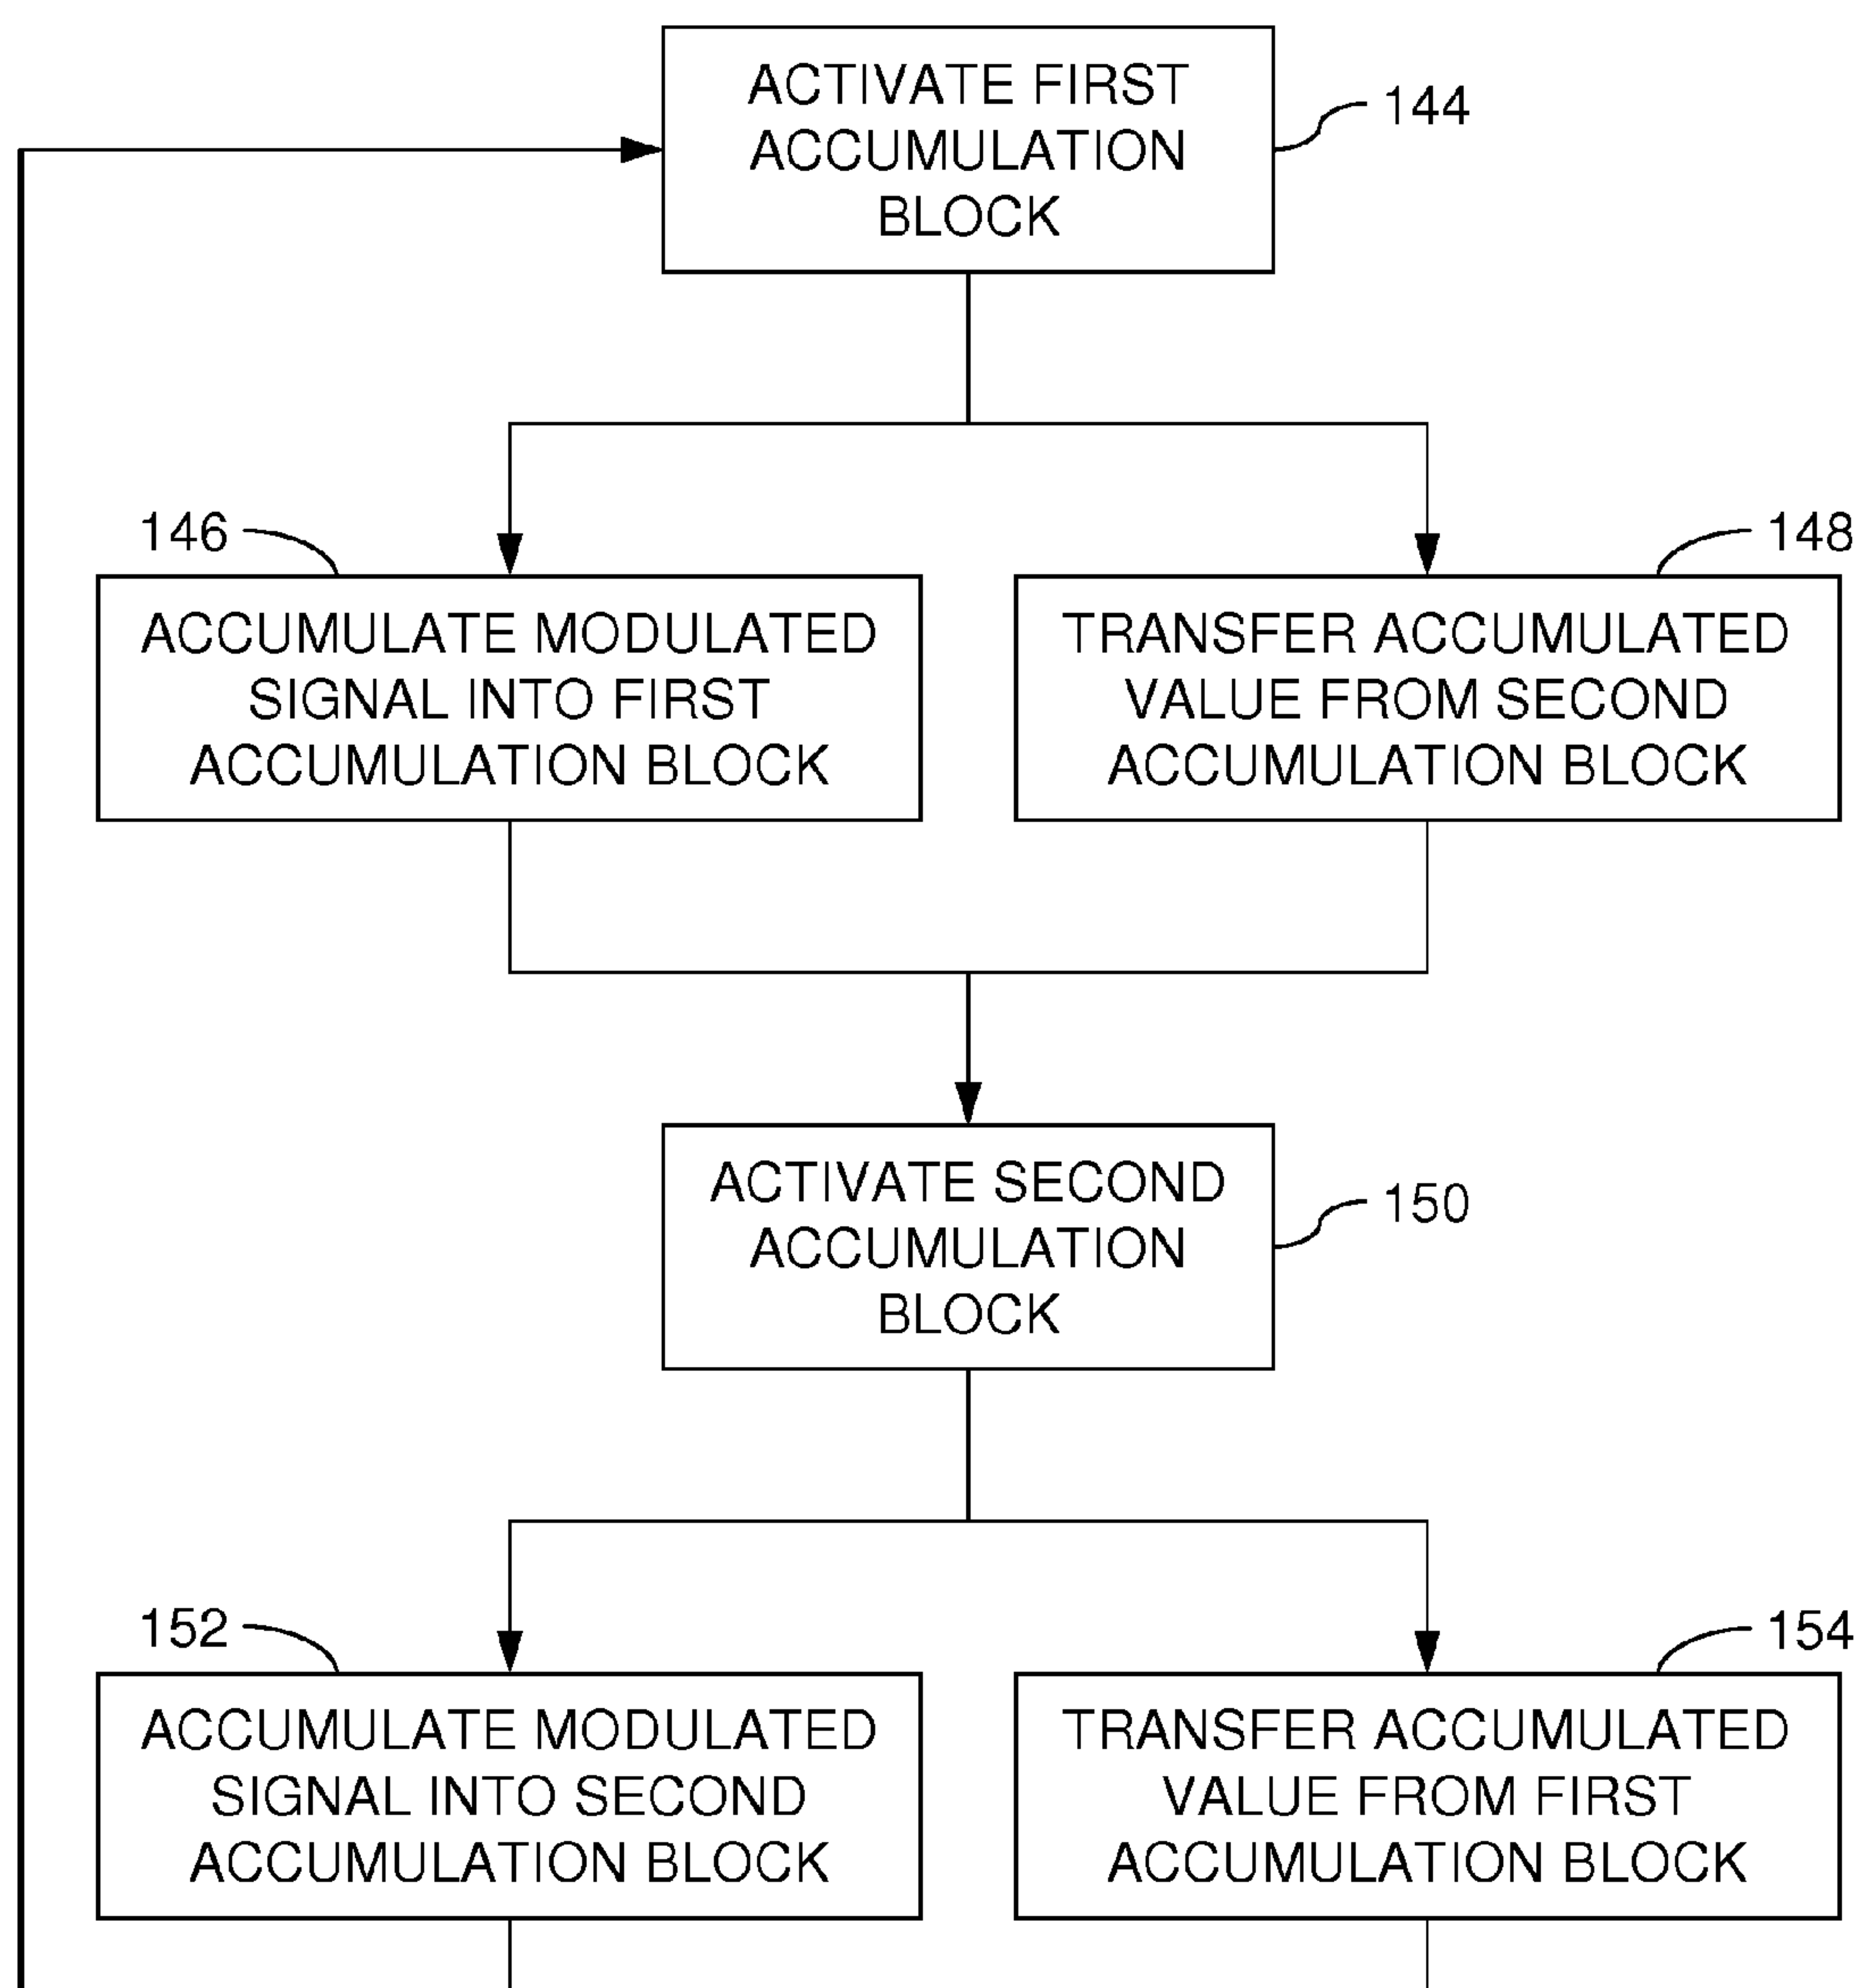 ACTIVATE FIRST
ACCUMULATION
BLOCK
144
146
148
ACCUMULATE MODULATED
SIGNAL INTO FIRST
ACCUMULATION BLOCK
TRANSFER ACCUMULATED
VALUE FROM SECOND
ACCUMULATION BLOCK
ACTIVATE SECOND
ACCUMULATION
BLOCK
150
152
154
ACCUMULATE MODULATED
SIGNAL INTO SECOND
ACCUMULATION BLOCK
TRANSFER ACCUMULATED
VALUE FROM FIRST
ACCUMULATION BLOCK